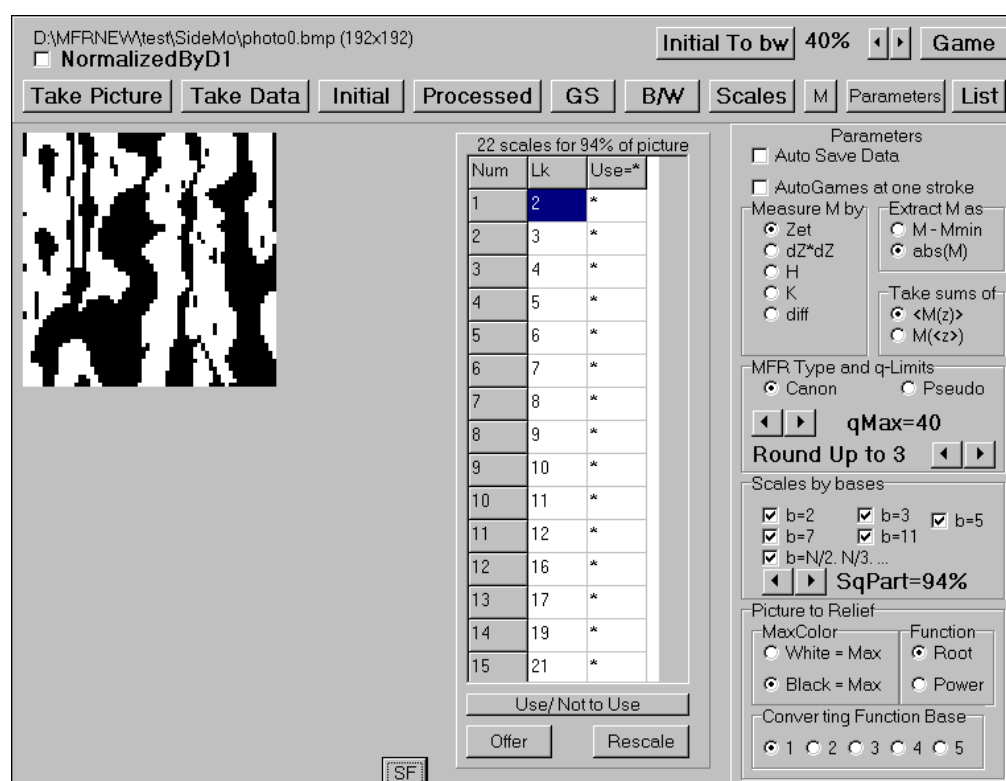 D:\MFRNEW\test\SideMo\photo0.bmp (192x192)
NormalizedByD1
Initial To bw 40% Game
Take Picture Take Data Initial Processed GS B/W Scales M Parameters List
22 scales for 94% of picture
Num Lk Use=*
1 2 *
2 3 *
3 4 *
4 5 *
5 6 *
6 7 *
7 8 *
8 9 *
9 10 *
10 11 *
11 12 *
12 16 *
13 17 *
14 19 *
15 21 *
Use/ Not to Use
Offer Rescale
SF
Parameters
Auto Save Data
AutoGames at one stroke
Measure M by
Zet
dZ*dZ
H
K
diff
Extract M as
M - Mmin
abs(M)
Take sums of
<M(z)>
M(<z>)
MFR Type and q-Limits
Canon Pseudo
qMax=40
Round Up to 3
Scales by bases
b=2 b=3 b=5
b=7 b=11
b=N/2. N/3. ...
SqPart=94%
Picture to Relief
MaxColor
White = Max
Black = Max
Function
Root
Power
Converting Function Base
1 2 3 4 5